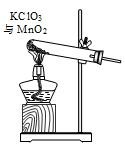 KClO₃
与 MnO₂